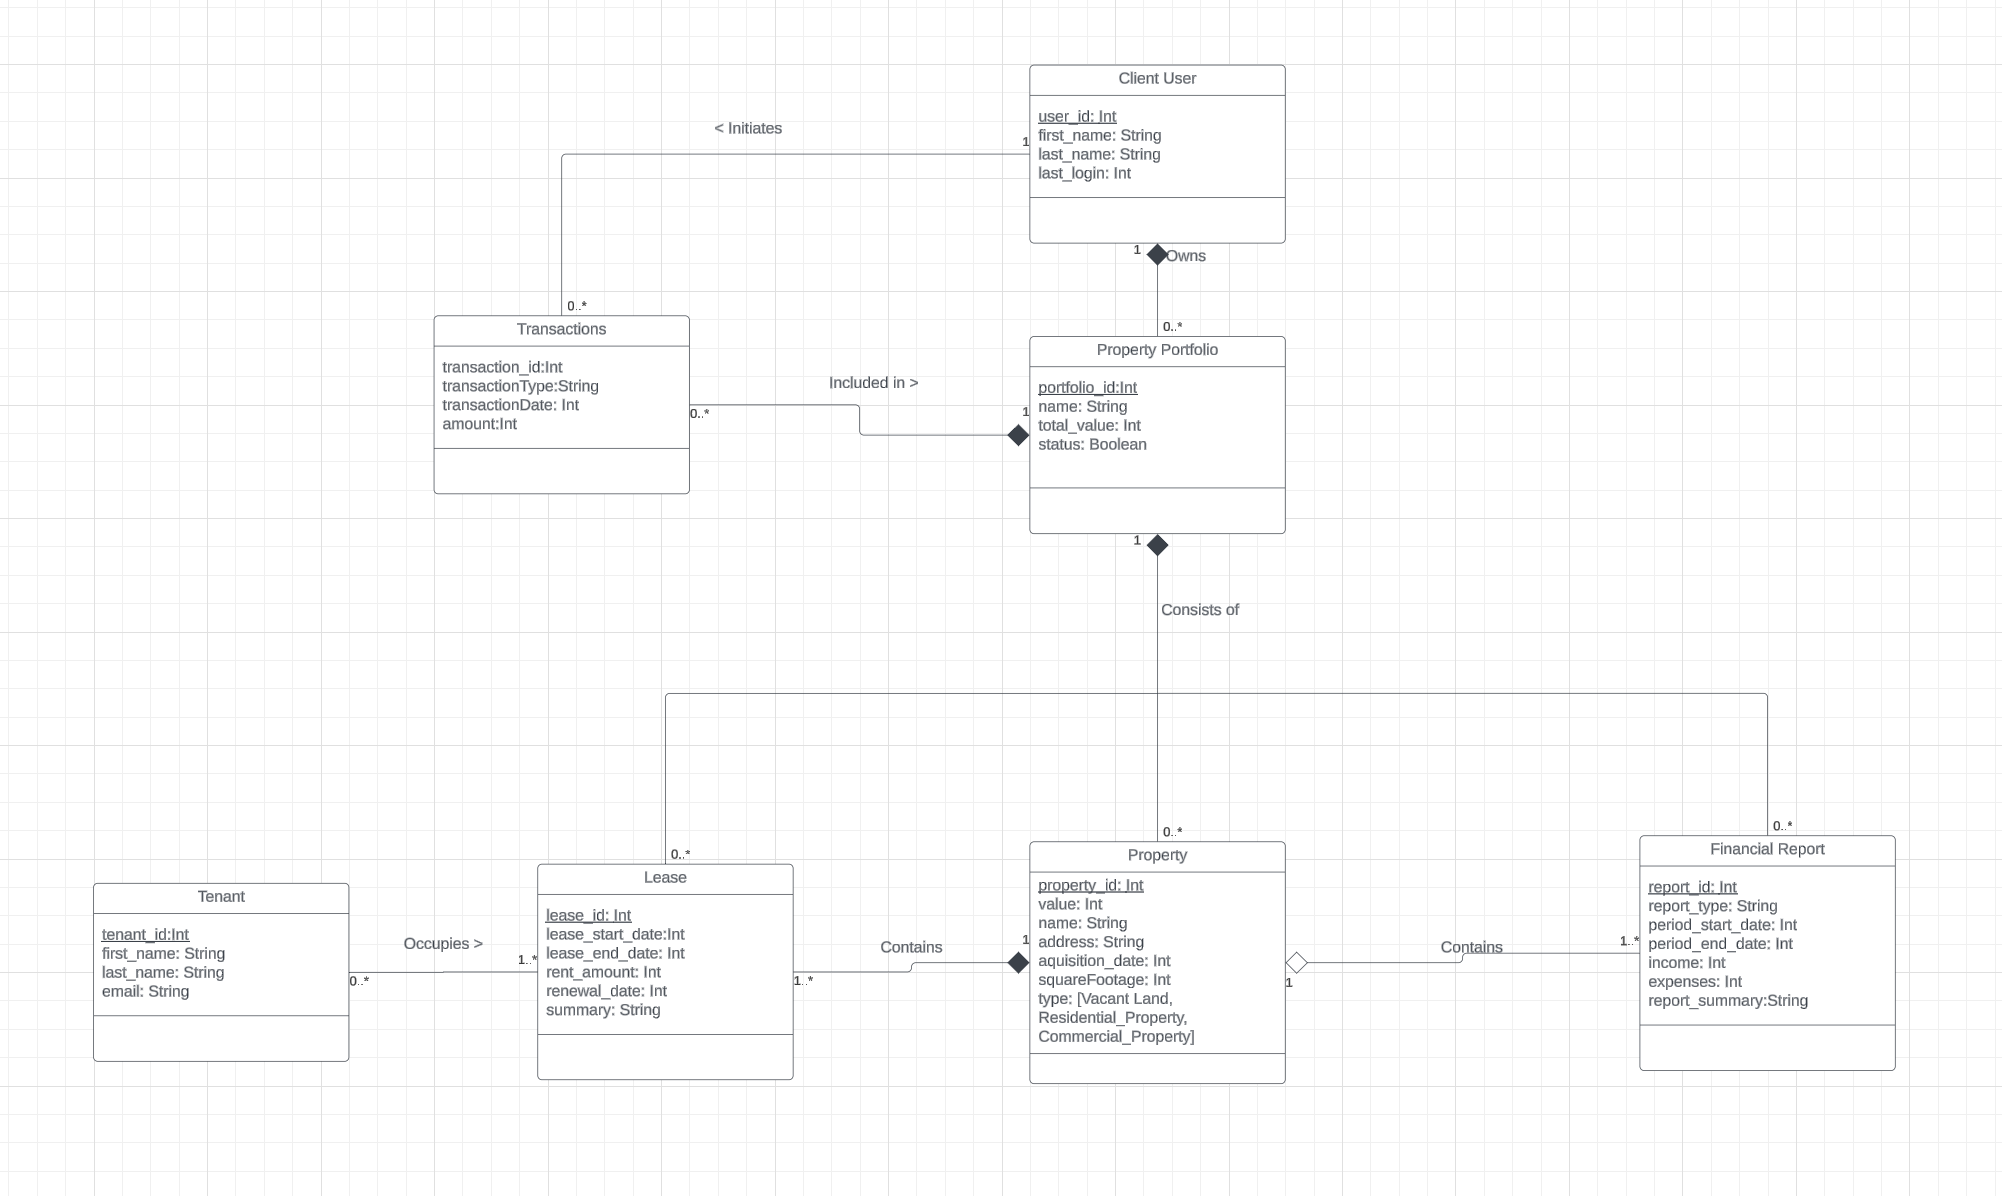 Client User
user_id: Int
first_name: String
last_name: String
last_login: Int
< Initiates
1
0..*
1
Owns
0..*
Transactions
transaction_id:Int
transactionType:String
transactionDate: Int
amount:Int
Included in >
0..*
1
Property Portfolio
portfolio_id:Int
name: String
total_value: Int
status: Boolean
1
Consists of
0..*
0..*
0..*
Tenant
tenant_id:Int
first_name: String
last_name: String
email: String
Occupies >
0..*
1..*
Lease
lease_id: Int
lease_start_date:Int
lease_end_date: Int
rent_amount: Int
renewal_date: Int
summary: String
Contains
1..*
1
Property
property_id: Int
value: Int
name: String
address: String
aquisition_date: Int
squareFootage: Int
type: [Vacant Land,
Residential_Property,
Commercial_Property]
Contains
1
1..*
Financial Report
report_id: Int
report_type: String
period_start_date: Int
period_end_date: Int
income: Int
expenses: Int
report_summary:String